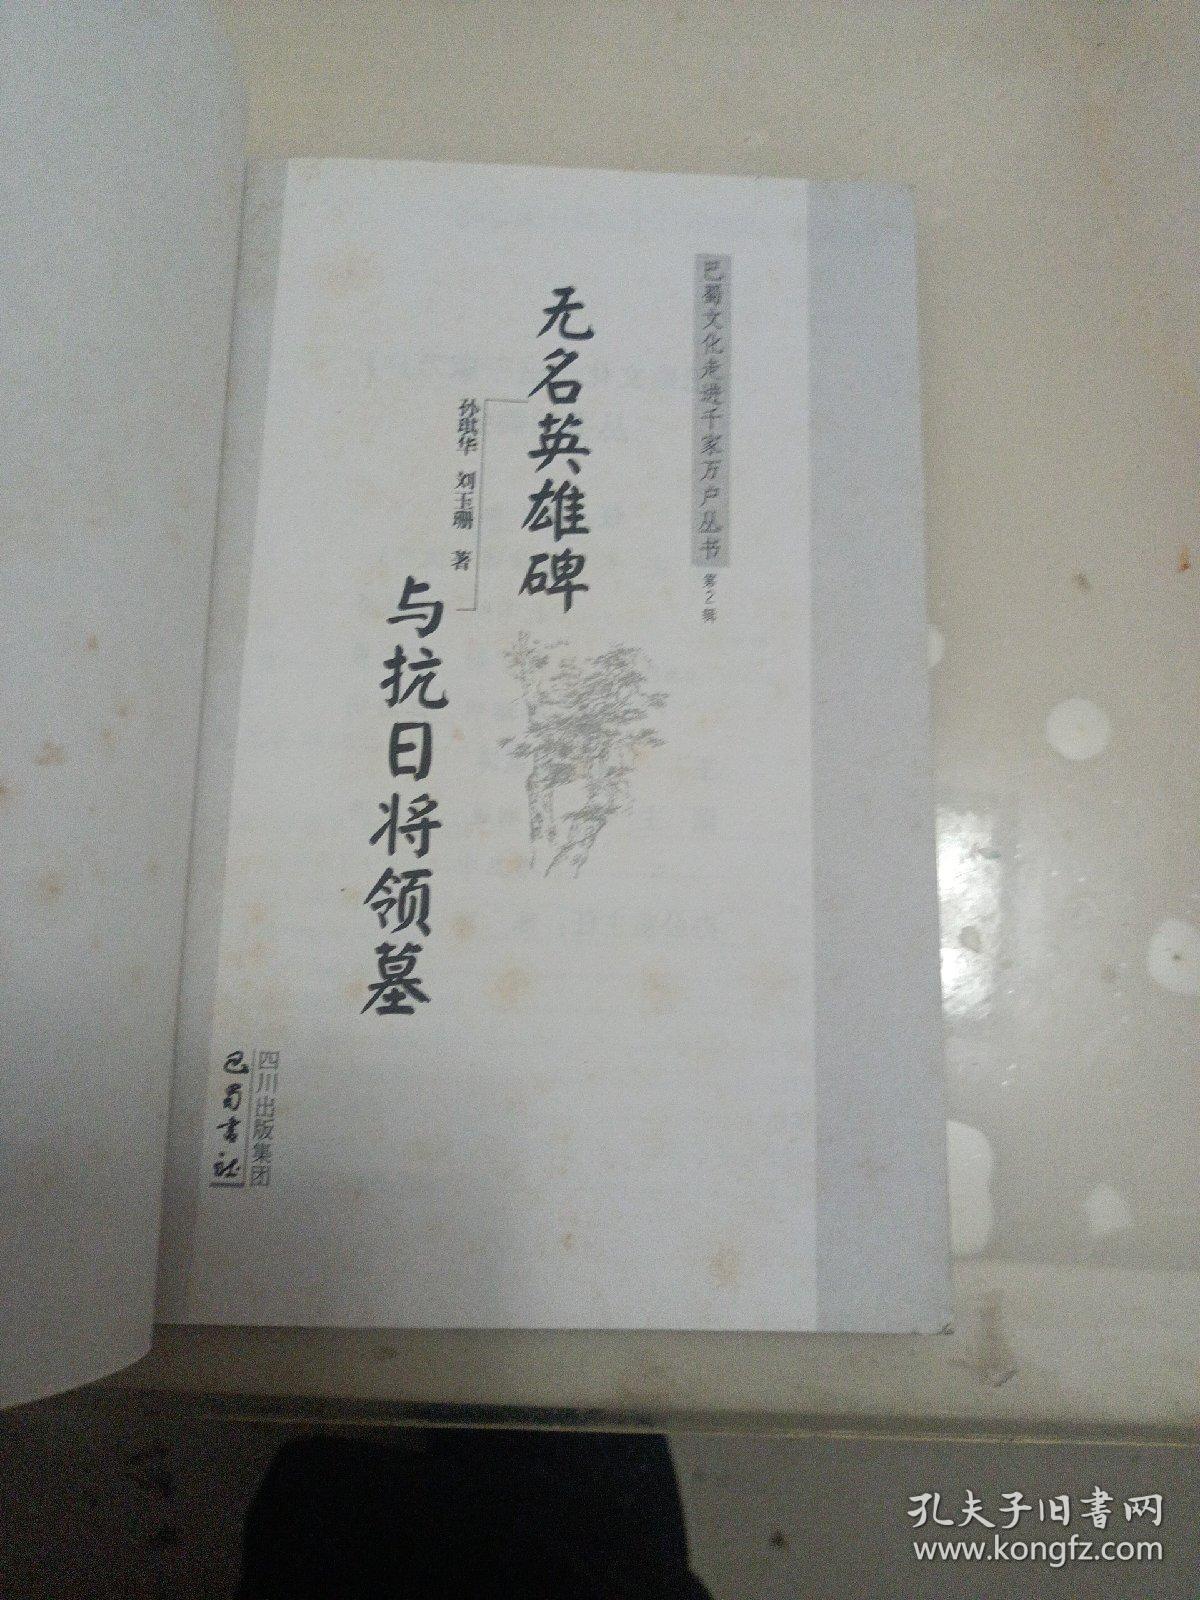 巴蜀文化走进千家万户丛书
第2辑
无名英雄碑
与抗日将领墓
孙琪华 刘玉珊 著
四川出版集团
巴蜀書社
孔夫子旧書网
www.kongfz.com